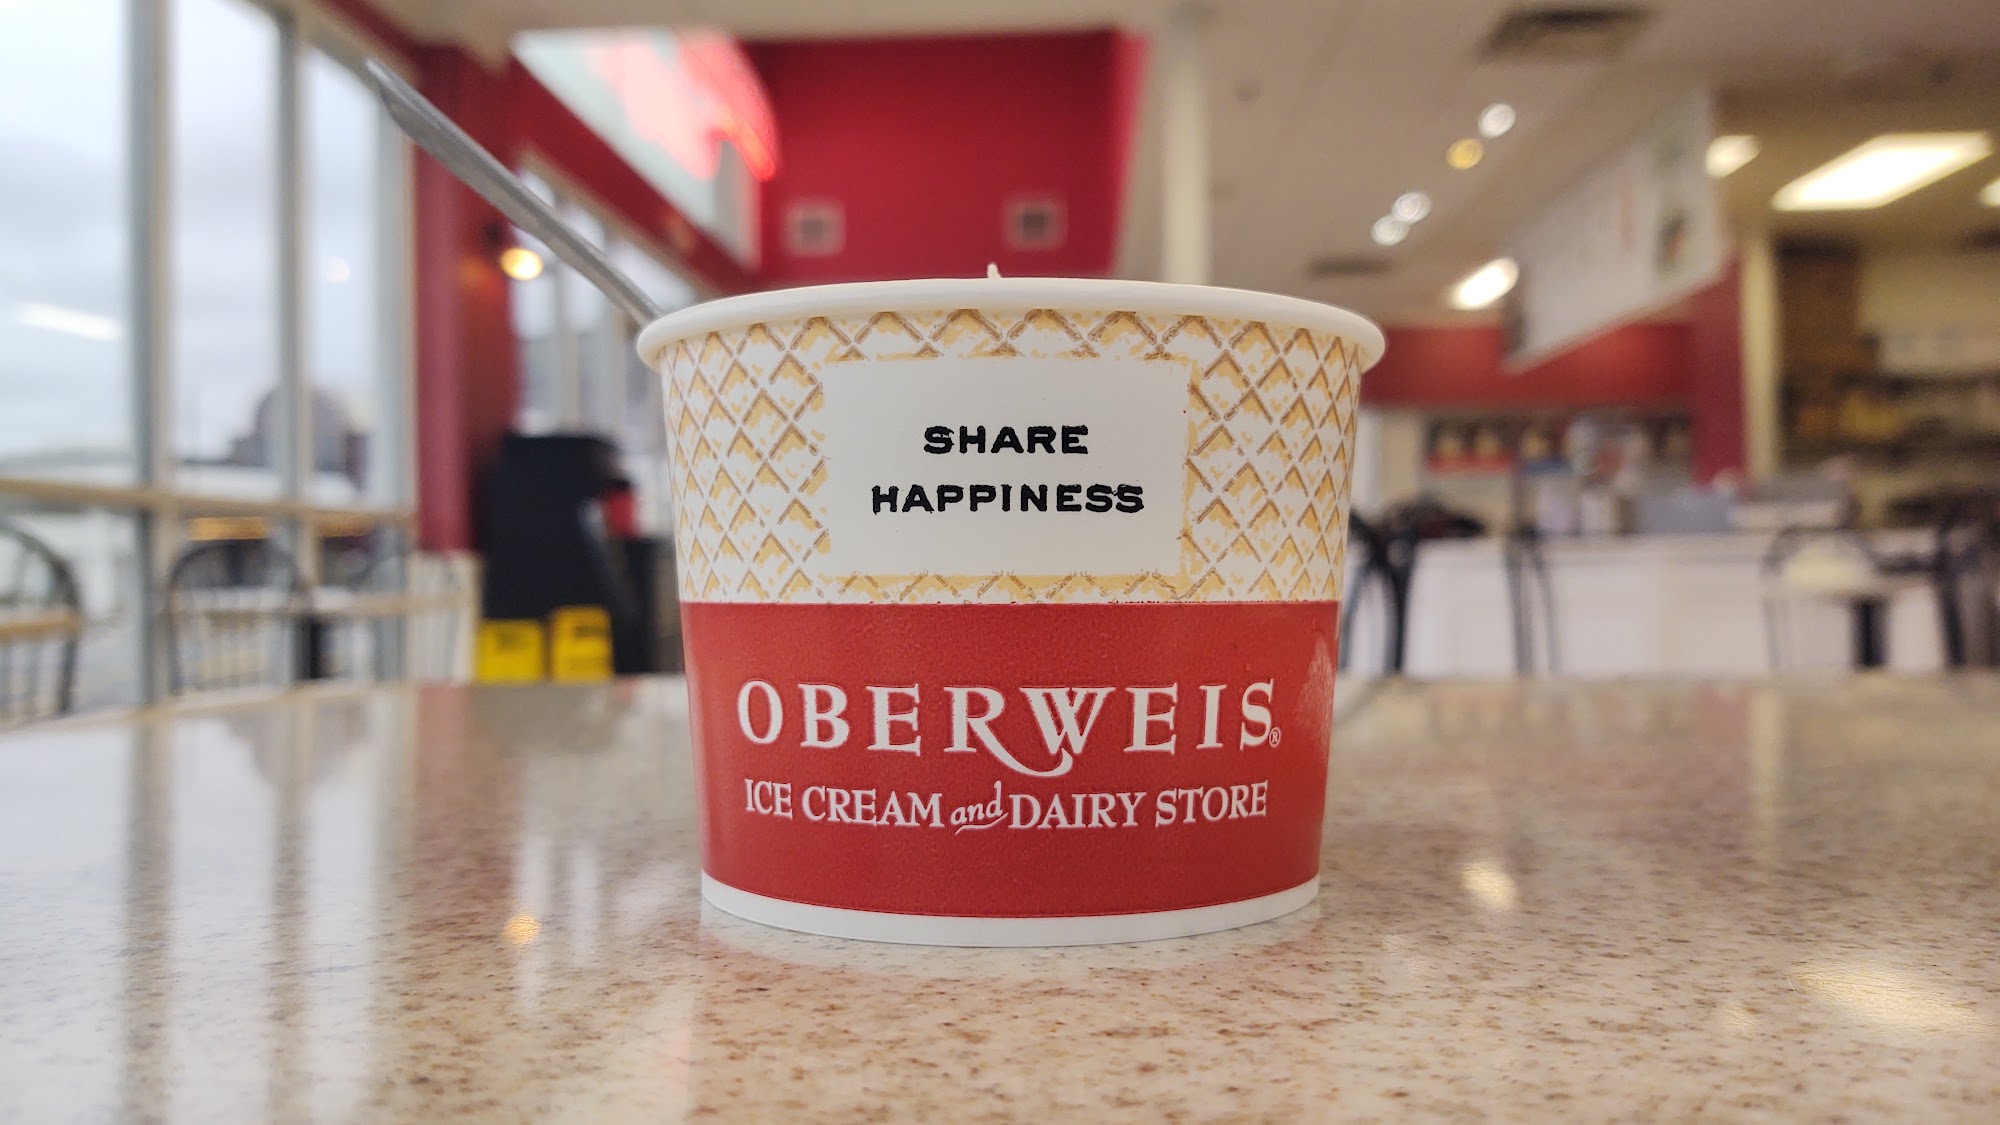 SHARE
HAPPINESS
OBERWEIS®
ICE CREAM and DAIRY STORE